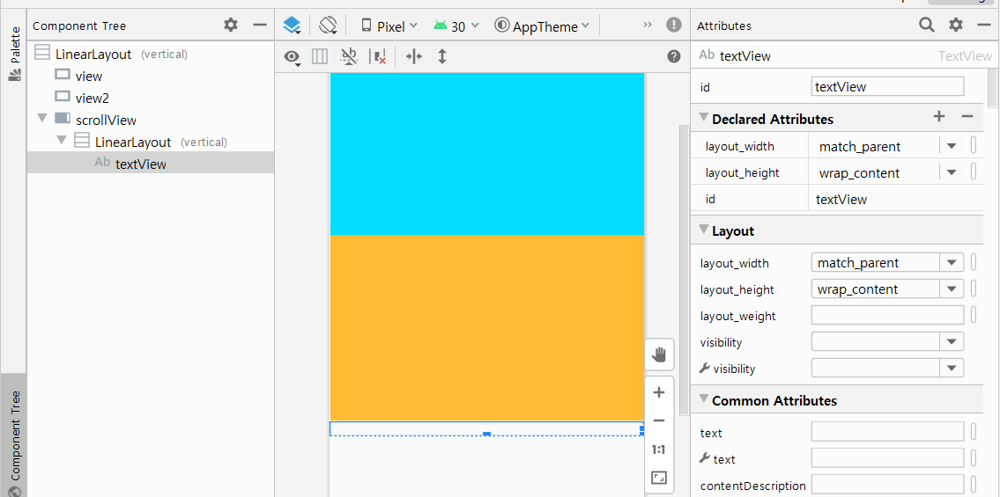 Palette
Component Tree
LinearLayout (vertical)
view
view2
scrollView
LinearLayout (vertical)
Ab textView
Component Tree
Pixel
30
AppTheme
1:1
Attributes
Ab textView TextView
id textView
Declared Attributes
layout_width match_parent
layout_height wrap_content
id textView
Layout
layout_width match_parent
layout_height wrap_content
layout_weight
visibility
visibility
Common Attributes
text
text
contentDescription